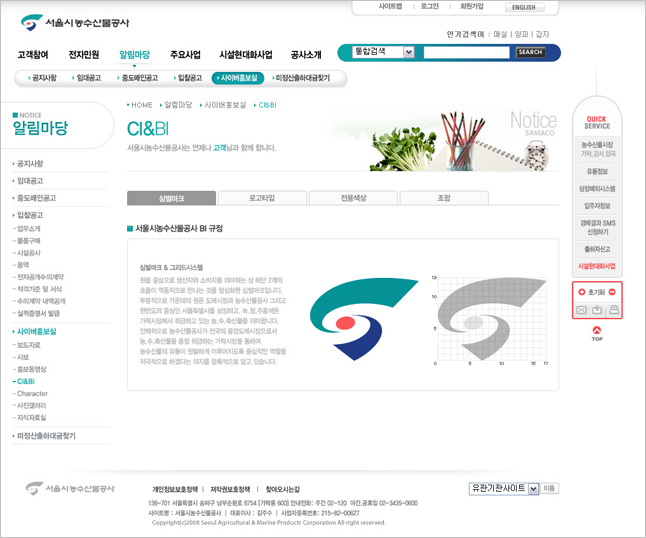 사이트맵 로그인 회원가입 ENGLISH
서울시농수산물공사
인기검색어 : 매실 | 양파 | 감자
고객참여 전자민원 알림마당 주요사업 시설현대화사업 공사소개
통합검색 SEARCH
공지사항 임대공고 중도매인공고 입찰공고 사이버홍보실 미정산출하대금찾기
NOTICE
알림마당
HOME 알림마당 사이버홍보실 CI&BI
CI&BI
서울시농수산물공사는 언제나 고객님과 함께 합니다.
Notice
SAMACO
공지사항
임대공고
중도매인공고
입찰공고
- 업무소개
- 물품구매
- 시설공사
- 용역
- 전자공개수의계약
- 적격기준 및 서식
- 수의계약 내역공개
- 실적증명서 발급
사이버홍보실
- 보도자료
- 사보
- 홍보동영상
- CI&BI
- Character
- 사진갤러리
- 지식자료실
미정산출하대금찾기
심벌마크 로고타입 전용색상 조합
서울시농수산물공사 BI 규정
심벌마크 & 그리드시스템
원을 중심으로 생산자와 소비자를 의미하는 상 하단 2개의
흐름이 역동적으로 만나는 것을 형상화한 심벌마크입니다.
부분적으로 가운데의 원은 도매시장과 농수산물공사 그리고
한반도의 중심인 서울특별시를 상징하고, 녹,청,주홍색은
가락시장에서 취급하고 있는 농,수,축산물을 의미합니다.
전체적으로 농수산물공사가 전국의 중앙도매시장으로서
농,수,축산물을 종합 취급하는 가락시장을 통하여
농수산물의 유통이 원활하게 이루어지도록 중심적인 역할을
적극적으로 하겠다는 의지를 함축적으로 담고 있습니다.
13
10
5
0
0 5 10 15 17
QUICK
SERVICE
농수산물시장
가락,강서,양곡
유통정보
상장예외시스템
입주자정보
경매결과 SMS
신청하기
출하자신고
시설현대화사업
초기화
TOP
서울시농수산물공사
개인정보보호정책 | 저작권보호정책 | 찾아오시는길
유관기관사이트 이동
138-701 서울특별시 송파구 남부순환로 6754 [가락동 600] 안내전화: 주간 02-120 야간,공휴일 02-3435-0600
사이트명 : 서울시농수산물공사 | 대표이사 : 김주수 | 사업자등록번호: 215-82-00627
Copyright(c)2008 Seoul Agricultural & Marine Products Corporation All right reserved.